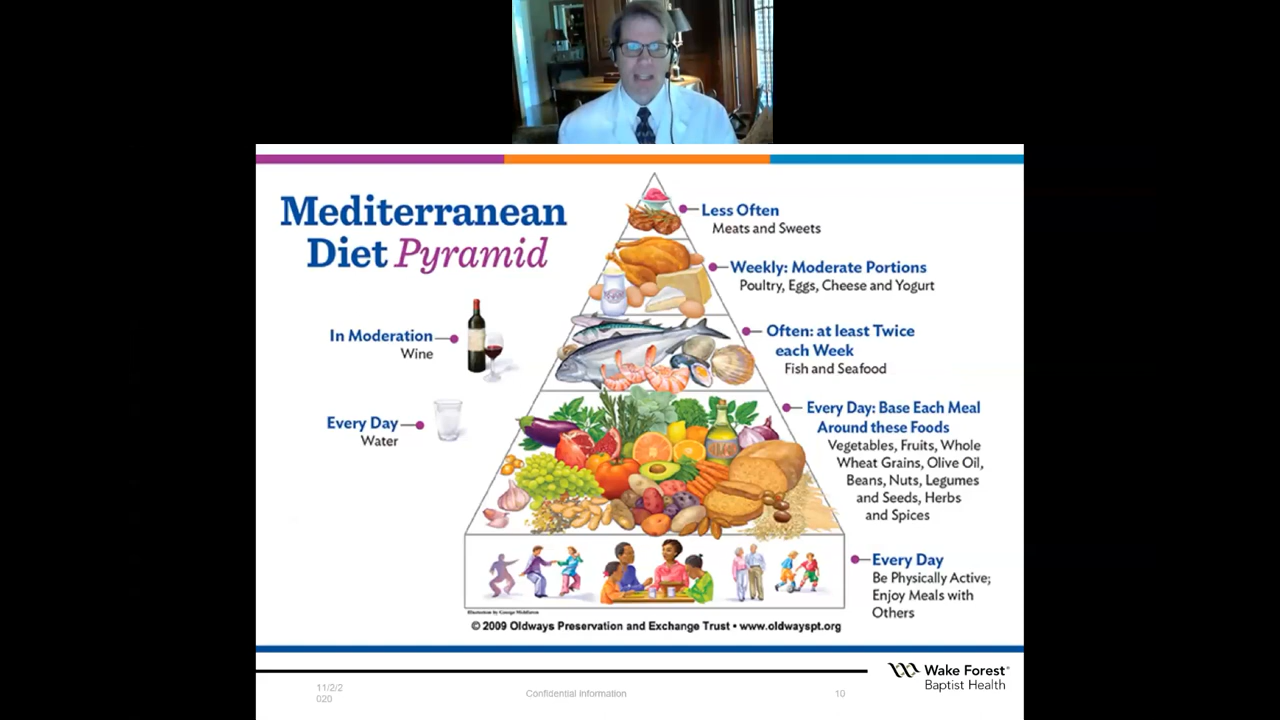 Mediterranean
Diet Pyramid
Less Often
Meats and Sweets
Weekly: Moderate Portions
Poultry, Eggs, Cheese and Yogurt
In Moderation
Wine
Often: at least Twice
each Week
Fish and Seafood
Every Day
Water
Every Day: Base Each Meal
Around these Foods
Vegetables, Fruits, Whole
Wheat Grains, Olive Oil,
Beans, Nuts, Legumes
and Seeds, Herbs
and Spices
Every Day
Be Physically Active;
Enjoy Meals with
Others
Illustration by George Middleton
© 2009 Oldways Preservation and Exchange Trust • www.oldwayspt.org
Wake Forest®
Baptist Health
11/2/2
020
Confidential Information
10